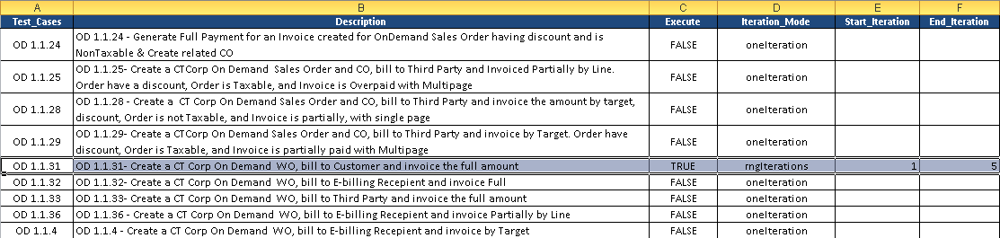 A B C D E F
Test_Cases Description Execute Iteration_Mode Start_Iteration End_Iteration
OD 1.1.24 OD 1.1.24 - Generate Full Payment for an Invoice created for OnDemand Sales Order having discount and is FALSE oneIteration
NonTaxable & Create related CO
OD 1.1.25 OD 1.1.25- Create a CTCorp On Demand Sales Order and CO, bill to Third Party and Invoiced Partially by Line. FALSE oneIteration
Order have a discount, Order is Taxable, and Invoice is Overpaid with Multipage
OD 1.1.28 OD 1.1.28 - Create a CT Corp On Demand Sales Order and CO, bill to Third Party and invoice the amount by target, FALSE oneIteration
discount, Order is not Taxable, and Invoice is partially, with single page
OD 1.1.29 OD 1.1.29- Create a CTCorp On Demand Sales Order and CO, bill to Third Party and invoice by Target. Order have FALSE oneIteration
discount, Order is Taxable, and Invoice is partially paid with Multipage
OD 1.1.31 OD 1.1.31- Create a CT Corp On Demand WO, bill to Customer and invoice the full amount TRUE rngIterations 1 5
OD 1.1.32 OD 1.1.32- Create a CT Corp On Demand WO, bill to E-billing Recepient and invoice Full FALSE oneIteration
OD 1.1.33 OD 1.1.33- Create a CT Corp On Demand WO, bill to Third Party and invoice the full amount FALSE oneIteration
OD 1.1.36 OD 1.1.36 - Create a CT Corp On Demand WO, bill to E-billing Recepient and invoice Partially by Line FALSE oneIteration
OD 1.1.4 OD 1.1.4 - Create a CT Corp On Demand WO, bill to E-billing Recepient and invoice by Target FALSE oneIteration